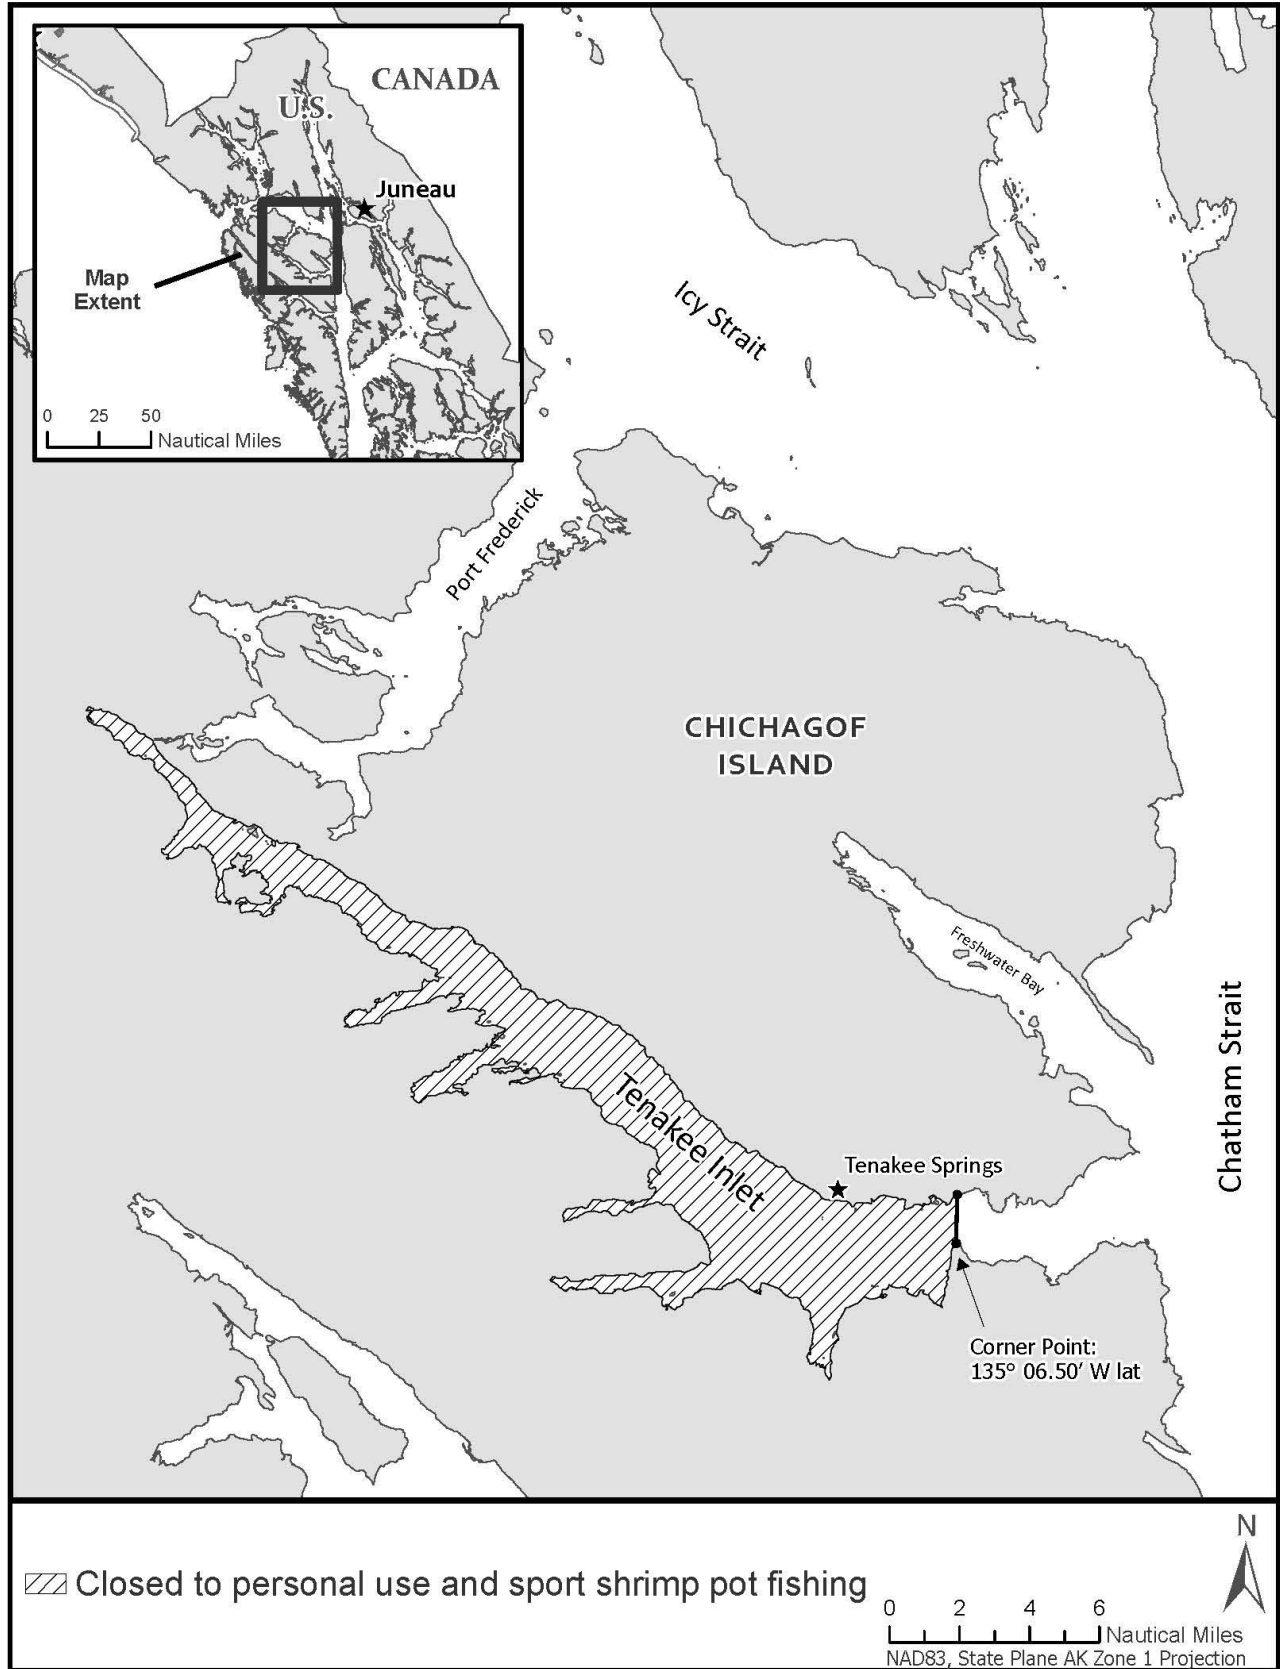 CANADA
U.S.
Juneau
Map
Extent
0 25 50
Nautical Miles
Icy Strait
Port Frederick
CHICHAGOF
ISLAND
Freshwater Bay
Chatham Strait
Tenakee Inlet
Tenakee Springs
Corner Point:
135° 06.50' W lat
N
Closed to personal use and sport shrimp pot fishing
0 2 4 6
Nautical Miles
NAD83, State Plane AK Zone 1 Projection